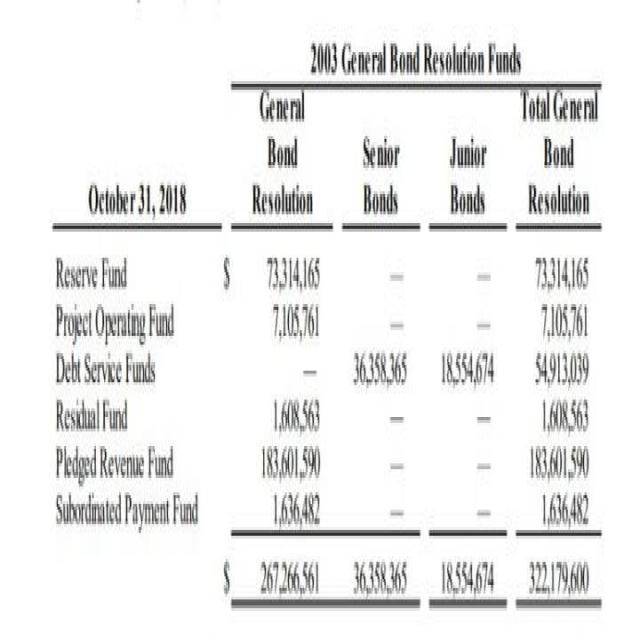 2003 General Bond Resolution Funds
General Total General
Bond Senior Junior Bond
October 31, 2018 Resolution Bonds Bonds Resolution
Reserve Fund $ 73,314,165 — — 73,314,165
Project Operating Fund 7,105,761 — — 7,105,761
Debt Service Funds — 36,358,365 18,554,674 54,913,039
Residual Fund 1,608,563 — — 1,608,563
Pledged Revenue Fund 183,601,590 — — 183,601,590
Subordinated Payment Fund 1,636,482 — — 1,636,482
$ 267,266,561 36,358,365 18,554,674 322,179,600